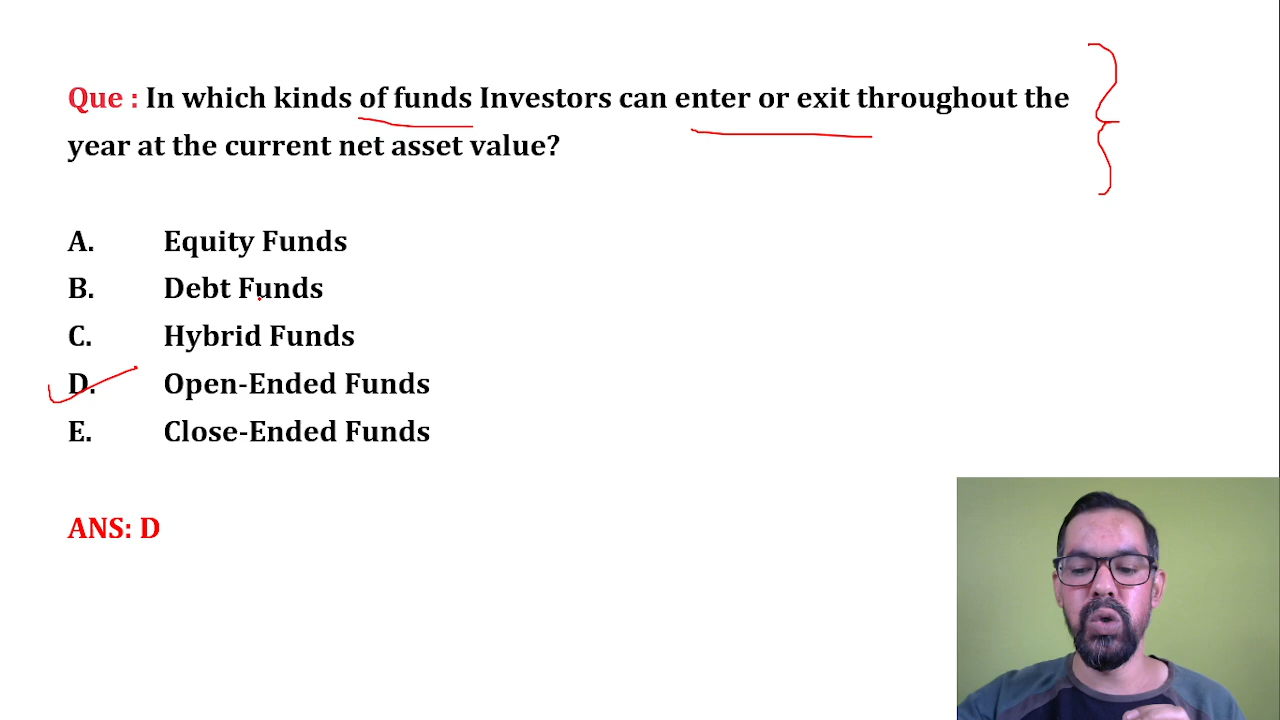 Que : In which kinds of funds Investors can enter or exit throughout the
year at the current net asset value?
A. Equity Funds
B. Debt Funds
C. Hybrid Funds
D. Open-Ended Funds
E. Close-Ended Funds
ANS: D